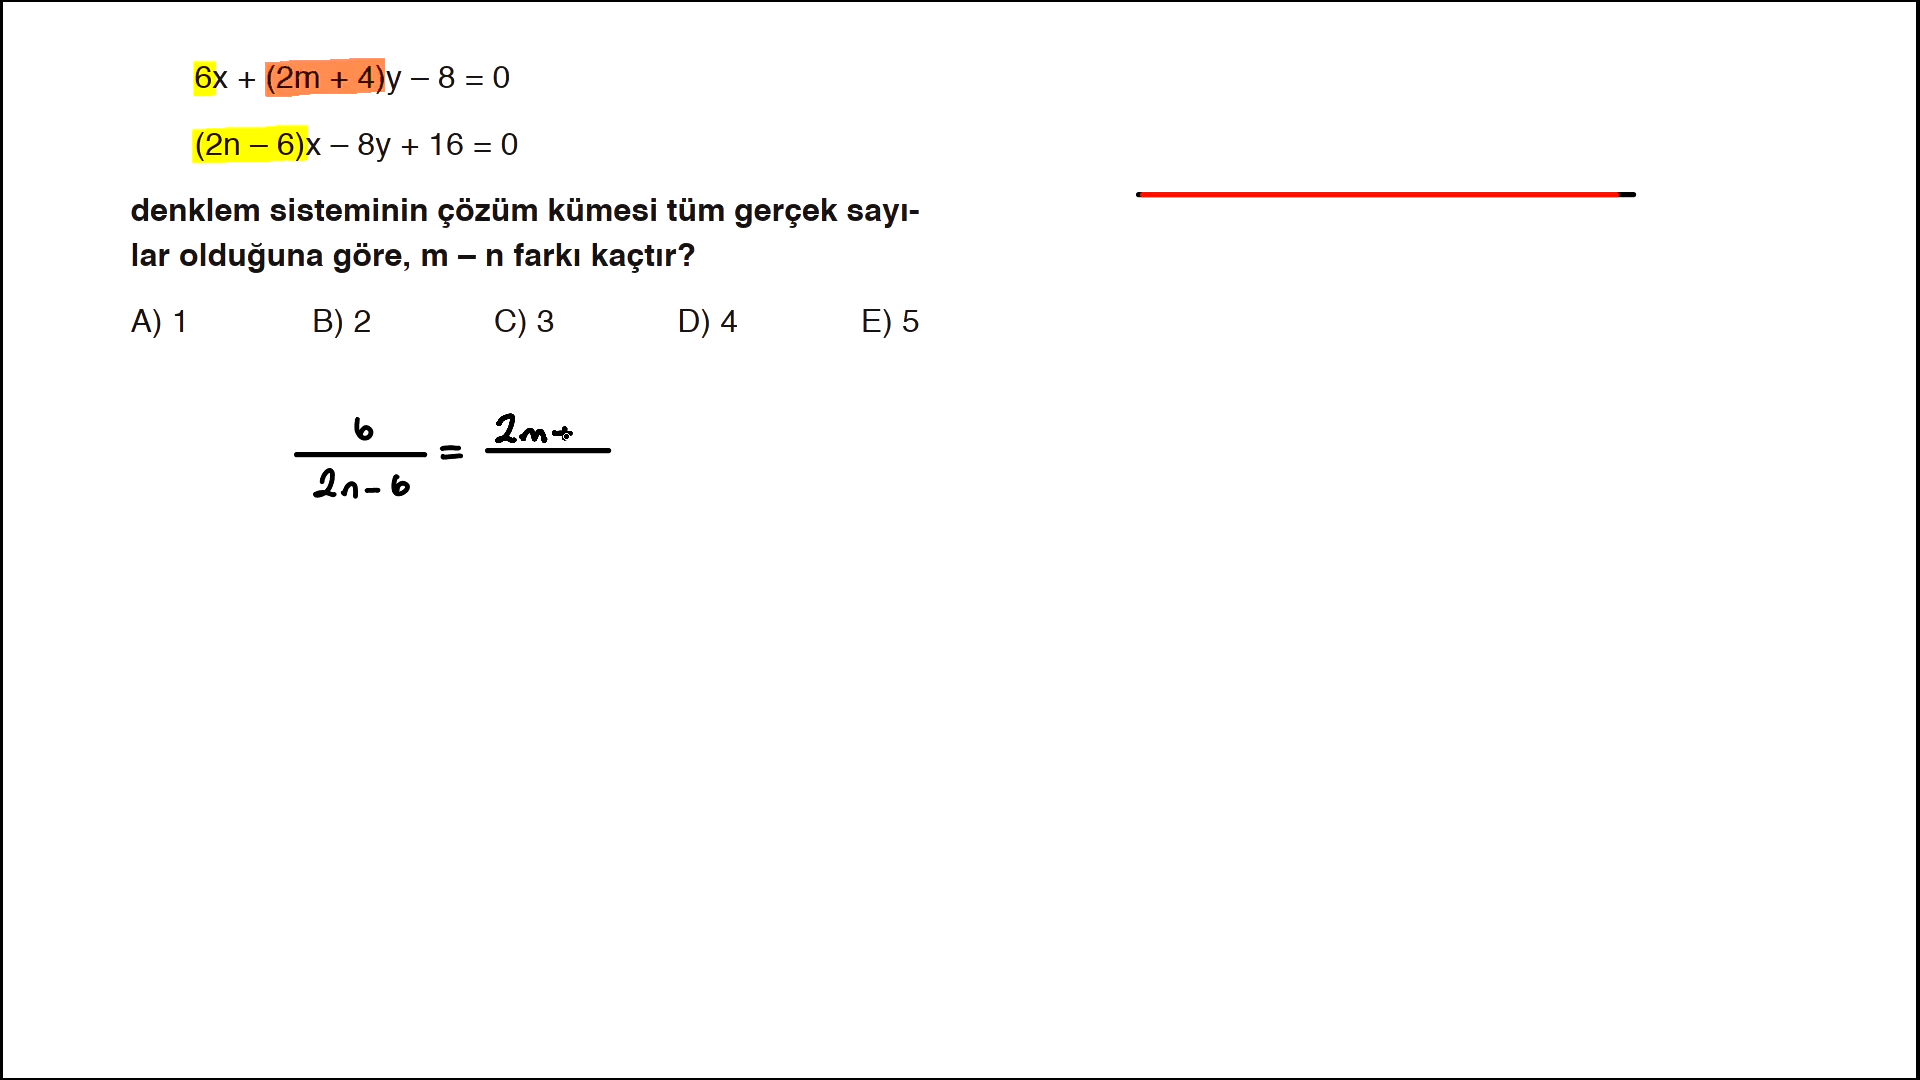 6x + (2m + 4)y – 8 = 0
(2n – 6)x – 8y + 16 = 0
denklem sisteminin çözüm kümesi tüm gerçek sayı-
lar olduğuna göre, m – n farkı kaçtır?
A) 1 B) 2 C) 3 D) 4 E) 5
6 2m+
=
2n-6